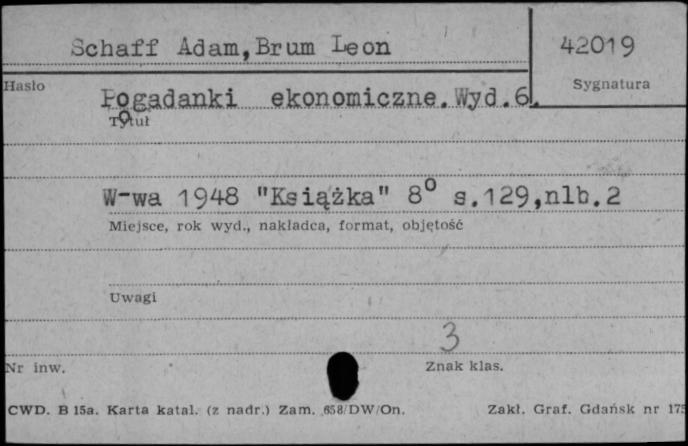 Schaff Adam, Brum Leon
42019
Hasło
Sygnatura
Pogadanki ekonomiczne. Wyd. 6.
Tytuł
W-wa 1948 "Książka" 8° s.129,nlb.2
Miejsce, rok wyd., nakładca, format, objętość
Uwagi
3
Nr inw.
Znak klas.
CWD. B 15a. Karta katal. (z nadr.) Zam. 658/DW/On.
Zakł. Graf. Gdańsk nr 175